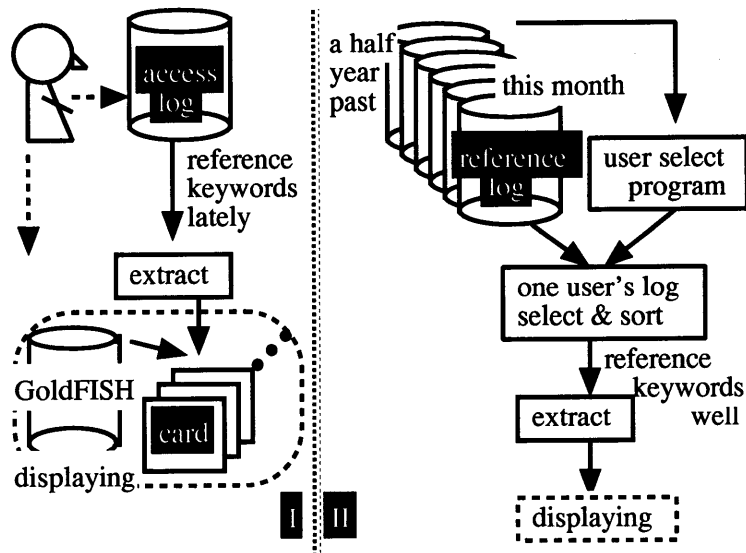 access
log
reference
keywords
lately
extract
GoldFISH
card
displaying
I
II
a half
year
past
this month
reference
log
user select
program
one user's log
select & sort
reference
keywords
well
extract
displaying